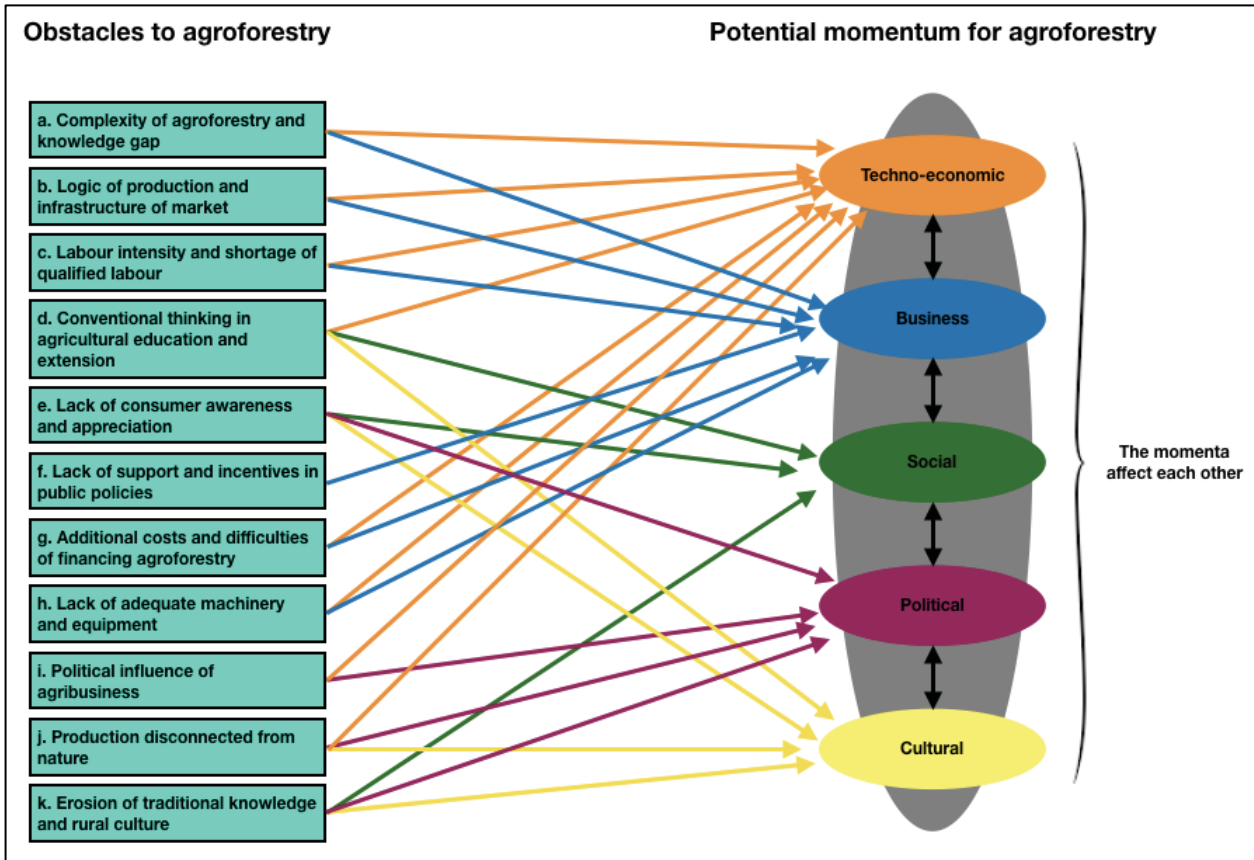 Obstacles to agroforestry
Potential momentum for agroforestry
a. Complexity of agroforestry and
knowledge gap
b. Logic of production and
infrastructure of market
c. Labour intensity and shortage of
qualified labour
d. Conventional thinking in
agricultural education and
extension
e. Lack of consumer awareness
and appreciation
f. Lack of support and incentives in
public policies
g. Additional costs and difficulties
of financing agroforestry
h. Lack of adequate machinery
and equipment
i. Political influence of
agribusiness
j. Production disconnected from
nature
k. Erosion of traditional knowledge
and rural culture
Techno-economic
Business
Social
Political
Cultural
The momenta
affect each other